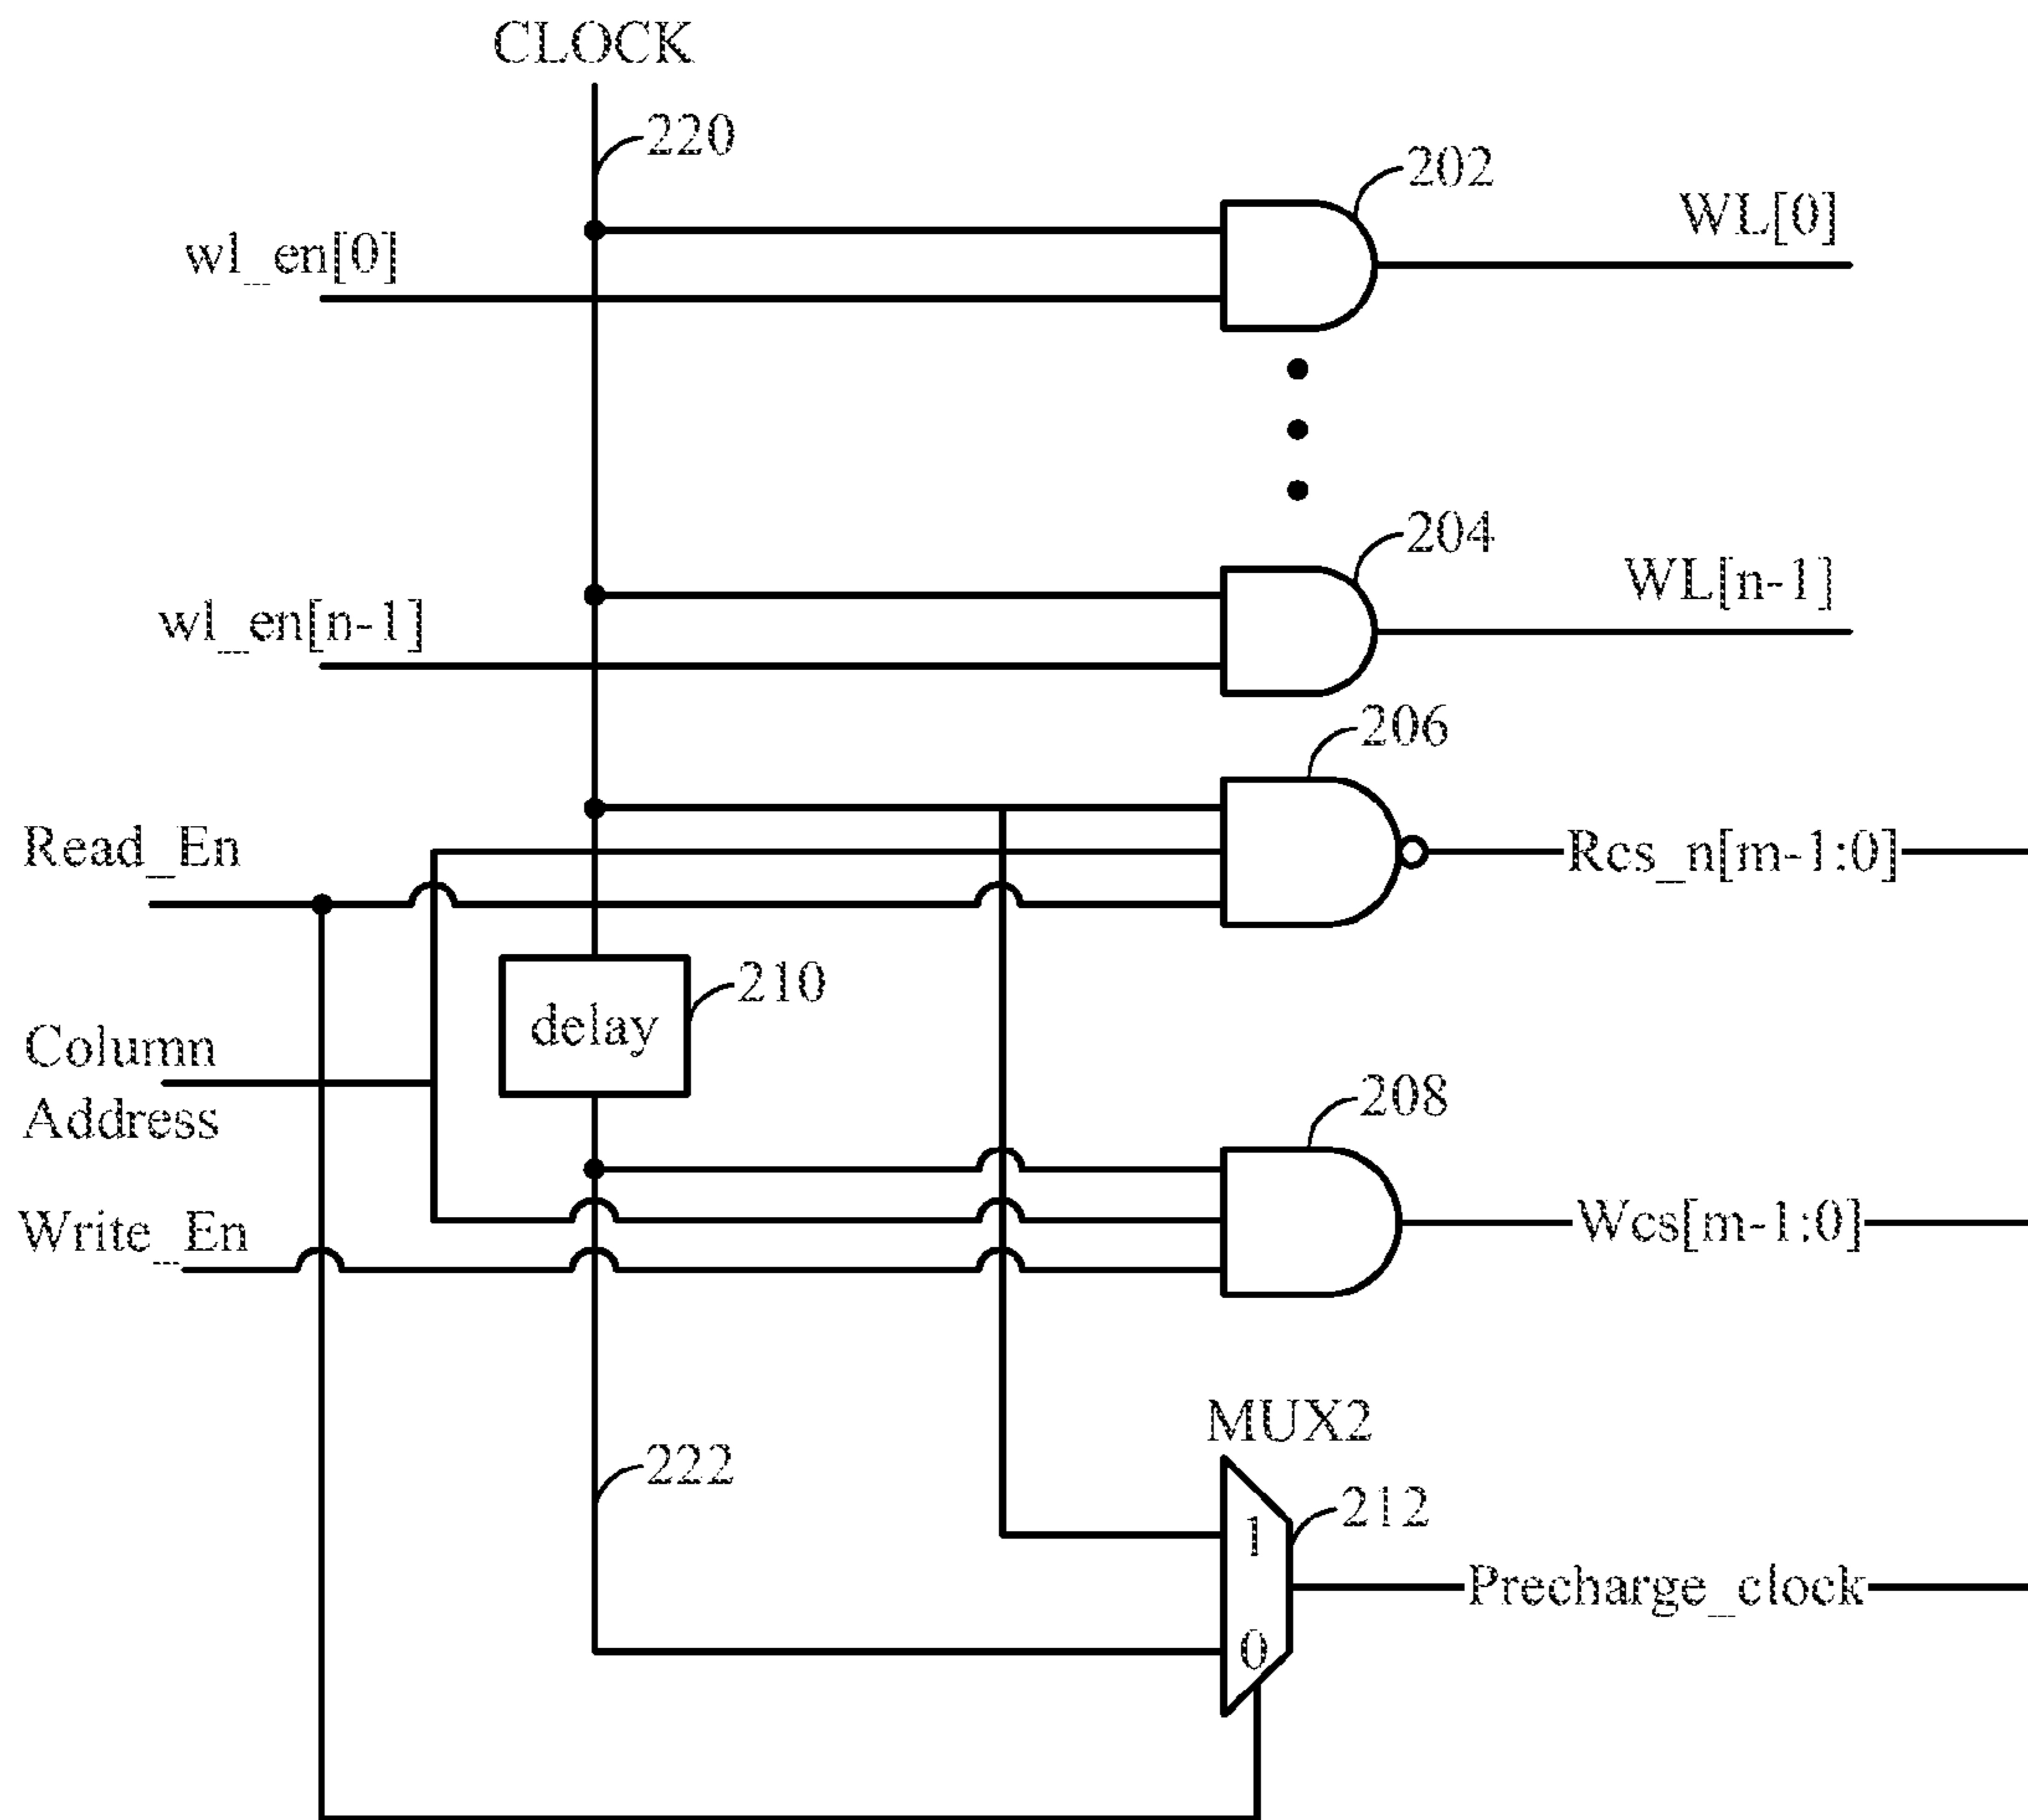 CLOCK
220
202
WL[0]
wl_en[0]
204
WL[n-1]
wl_en[n-1]
206
Read_En
Rcs_n[m-1:0]
210
delay
Column
Address
208
Write_En
Wcs[m-1:0]
MUX2
222
212
1
Precharge_clock
0